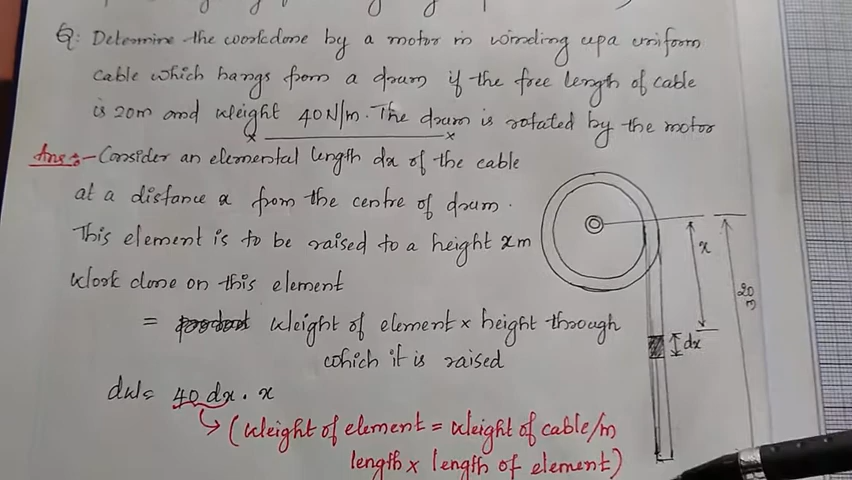 Q: Determine the workdone by a motor in winding up a uniform
cable which hangs from a drum if the free length of cable
is 20m and weight 40N/m. The drum is rotated by the motor
x x
Ans:- Consider an elemental length dx of the cable
at a distance x from the centre of drum.
This element is to be raised to a height x m
Work done on this element
= Weight of element x height through
which it is raised
dW = 40 dx . x
(Weight of element = Weight of cable/m
length x length of element)
x
20
m
dx